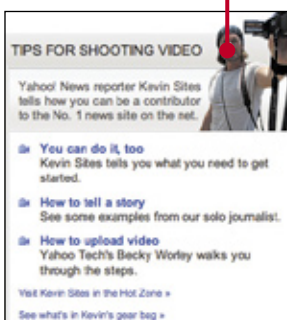 TIPS FOR SHOOTING VIDEO
Yahoo! News reporter Kevin Sites
tells how you can be a contributor
to the No. 1 news site on the net.
You can do it, too
Kevin Sites tells you what you need to get
started.
How to tell a story
See some examples from our solo journalist.
How to upload video
Yahoo Tech's Becky Worley walks you
through the steps.
Visit Kevin Sites in the Hot Zone »
See what's in Kevin's gear bag »